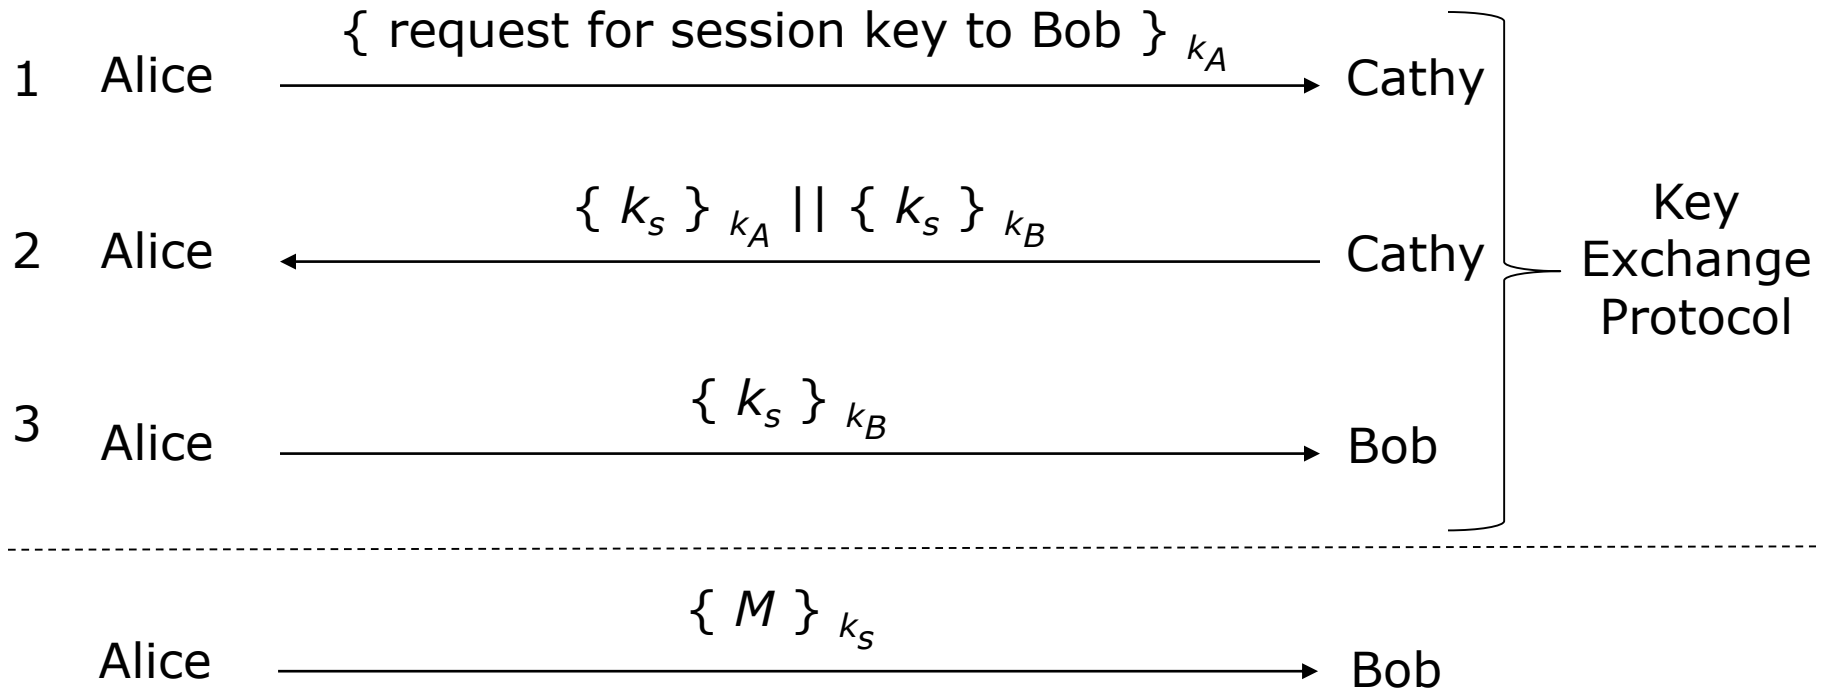 { request for session key to Bob } kA
1 Alice Cathy
{ ks } kA || { ks } kB
2 Alice Cathy
Key
Exchange
Protocol
{ ks } kB
3 Alice Bob
{ M } ks
Alice Bob